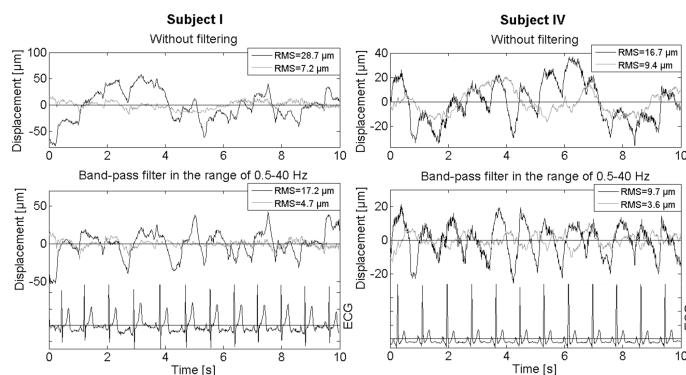 Subject I
Without filtering
Displacement [µm]
100
50
0
-50
RMS=28.7 µm
RMS=7.2 µm
0 2 4 6 8 10
Band-pass filter in the range of 0.5-40 Hz
Displacement [µm]
50
0
-50
RMS=17.2 µm
RMS=4.7 µm
ECG
0 2 4 6 8 10
Time [s]
Subject IV
Without filtering
Displacement [µm]
40
20
0
-20
RMS=16.7 µm
RMS=9.4 µm
0 2 4 6 8 10
Band-pass filter in the range of 0.5-40 Hz
Displacement [µm]
20
0
-20
RMS=9.7 µm
RMS=3.6 µm
0 2 4 6 8 10
Time [s]